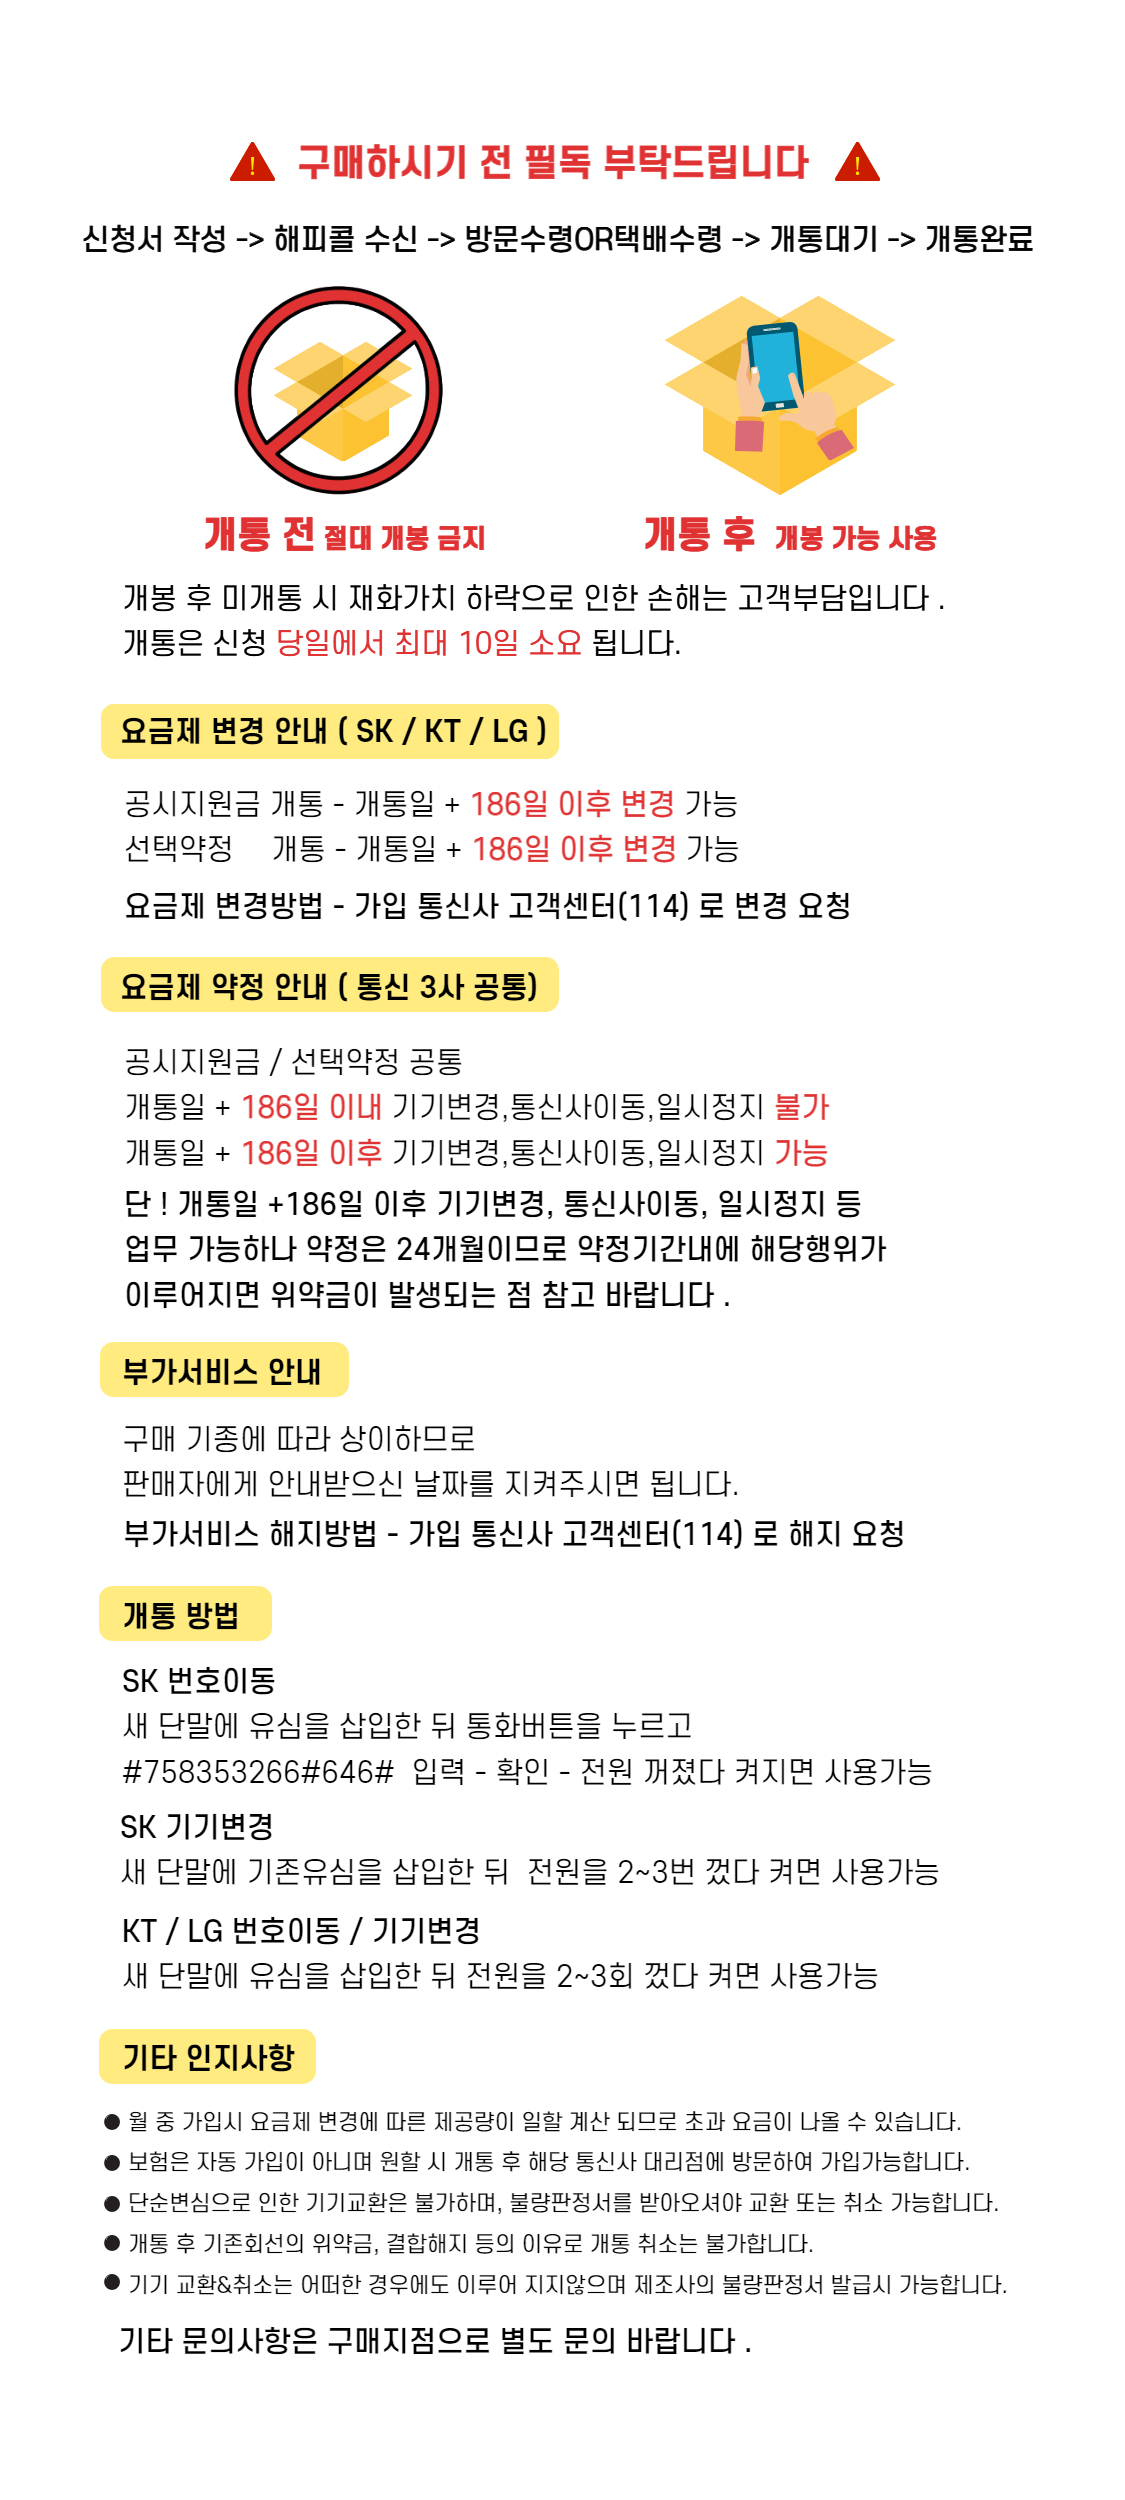 구매하시기 전 필독 부탁드립니다
신청서 작성 -> 해피콜 수신 -> 방문수령OR택배수령 -> 개통대기 -> 개통완료
개통 전 절대 개봉 금지
개통 후 개봉 가능 사용
개봉 후 미개통 시 재화가치 하락으로 인한 손해는 고객부담입니다 .
개통은 신청 당일에서 최대 10일 소요 됩니다.
요금제 변경 안내 ( SK / KT / LG )
공시지원금 개통 - 개통일 + 186일 이후 변경 가능
선택약정 개통 - 개통일 + 186일 이후 변경 가능
요금제 변경방법 - 가입 통신사 고객센터(114) 로 변경 요청
요금제 약정 안내 ( 통신 3사 공통)
공시지원금 / 선택약정 공통
개통일 + 186일 이내 기기변경,통신사이동,일시정지 불가
개통일 + 186일 이후 기기변경,통신사이동,일시정지 가능
단 ! 개통일 +186일 이후 기기변경, 통신사이동, 일시정지 등
업무 가능하나 약정은 24개월이므로 약정기간내에 해당행위가
이루어지면 위약금이 발생되는 점 참고 바랍니다 .
부가서비스 안내
구매 기종에 따라 상이하므로
판매자에게 안내받으신 날짜를 지켜주시면 됩니다.
부가서비스 해지방법 - 가입 통신사 고객센터(114) 로 해지 요청
개통 방법
SK 번호이동
새 단말에 유심을 삽입한 뒤 통화버튼을 누르고
#758353266#646# 입력 - 확인 - 전원 꺼졌다 켜지면 사용가능
SK 기기변경
새 단말에 기존유심을 삽입한 뒤 전원을 2~3번 껐다 켜면 사용가능
KT / LG 번호이동 / 기기변경
새 단말에 유심을 삽입한 뒤 전원을 2~3회 껐다 켜면 사용가능
기타 인지사항
● 월 중 가입시 요금제 변경에 따른 제공량이 일할 계산 되므로 초과 요금이 나올 수 있습니다.
● 보험은 자동 가입이 아니며 원할 시 개통 후 해당 통신사 대리점에 방문하여 가입가능합니다.
● 단순변심으로 인한 기기교환은 불가하며, 불량판정서를 받아오셔야 교환 또는 취소 가능합니다.
● 개통 후 기존회선의 위약금, 결합해지 등의 이유로 개통 취소는 불가합니다.
● 기기 교환&취소는 어떠한 경우에도 이루어 지지않으며 제조사의 불량판정서 발급시 가능합니다.
기타 문의사항은 구매지점으로 별도 문의 바랍니다 .